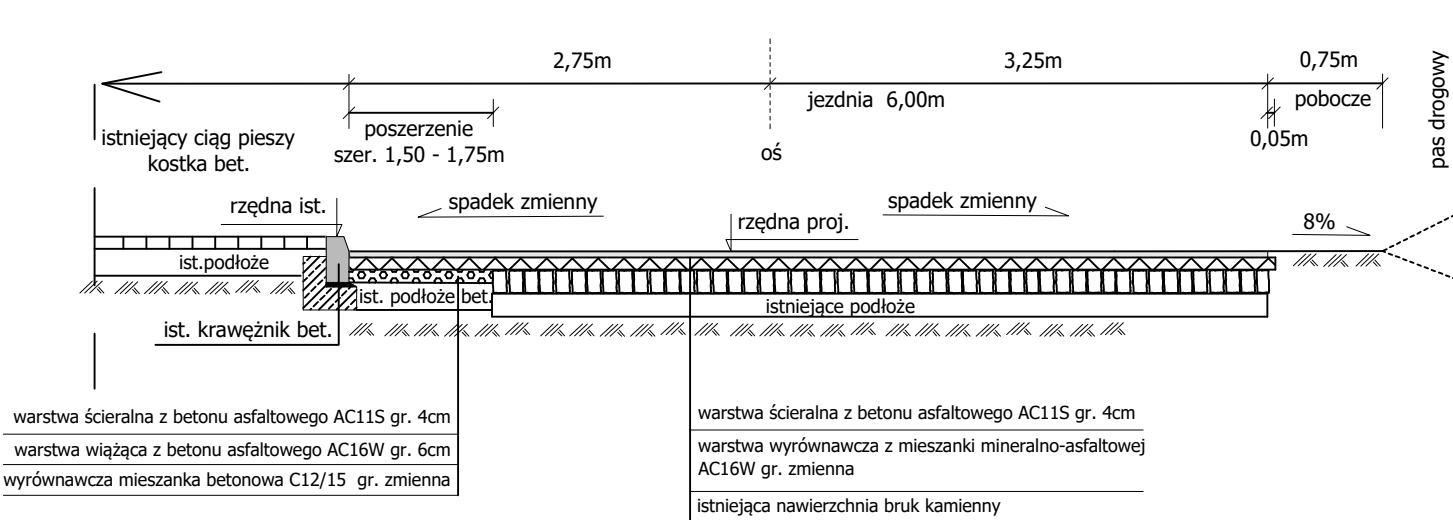 2,75m
3,25m
0,75m
jezdnia 6,00m
pobocze
pas drogowy
istniejący ciąg pieszy
kostka bet.
poszerzenie
szer. 1,50 - 1,75m
oś
0,05m
rzędna ist.
spadek zmienny
rzędna proj.
spadek zmienny
8%
ist.podłoże
ist. podłoże bet.
istniejące podłoże
ist. krawężnik bet.
warstwa ścieralna z betonu asfaltowego AC11S gr. 4cm
warstwa wiążąca z betonu asfaltowego AC16W gr. 6cm
wyrównawcza mieszanka betonowa C12/15 gr. zmienna
warstwa ścieralna z betonu asfaltowego AC11S gr. 4cm
warstwa wyrównawcza z mieszanki mineralno-asfaltowej
AC16W gr. zmienna
istniejąca nawierzchnia bruk kamienny